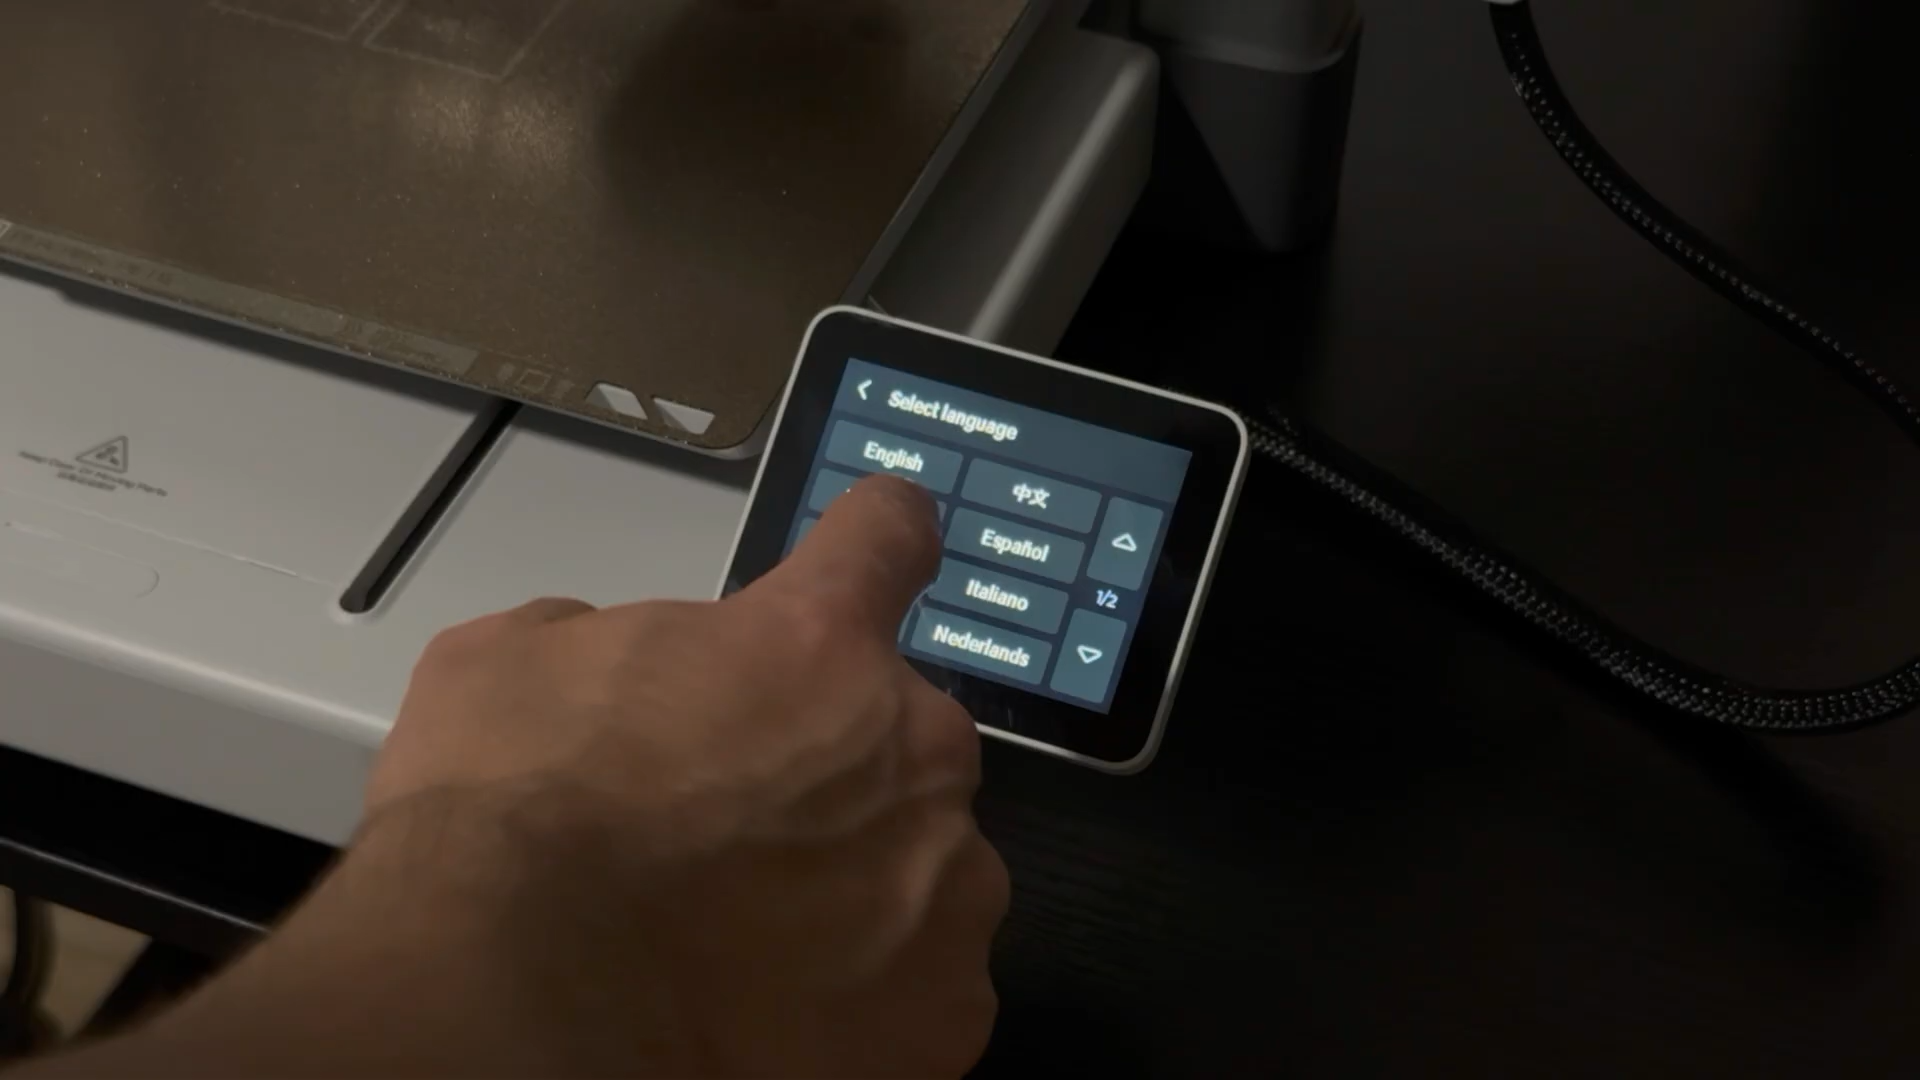 Select language
English
中文
Español
Italiano
1/2
Nederlands